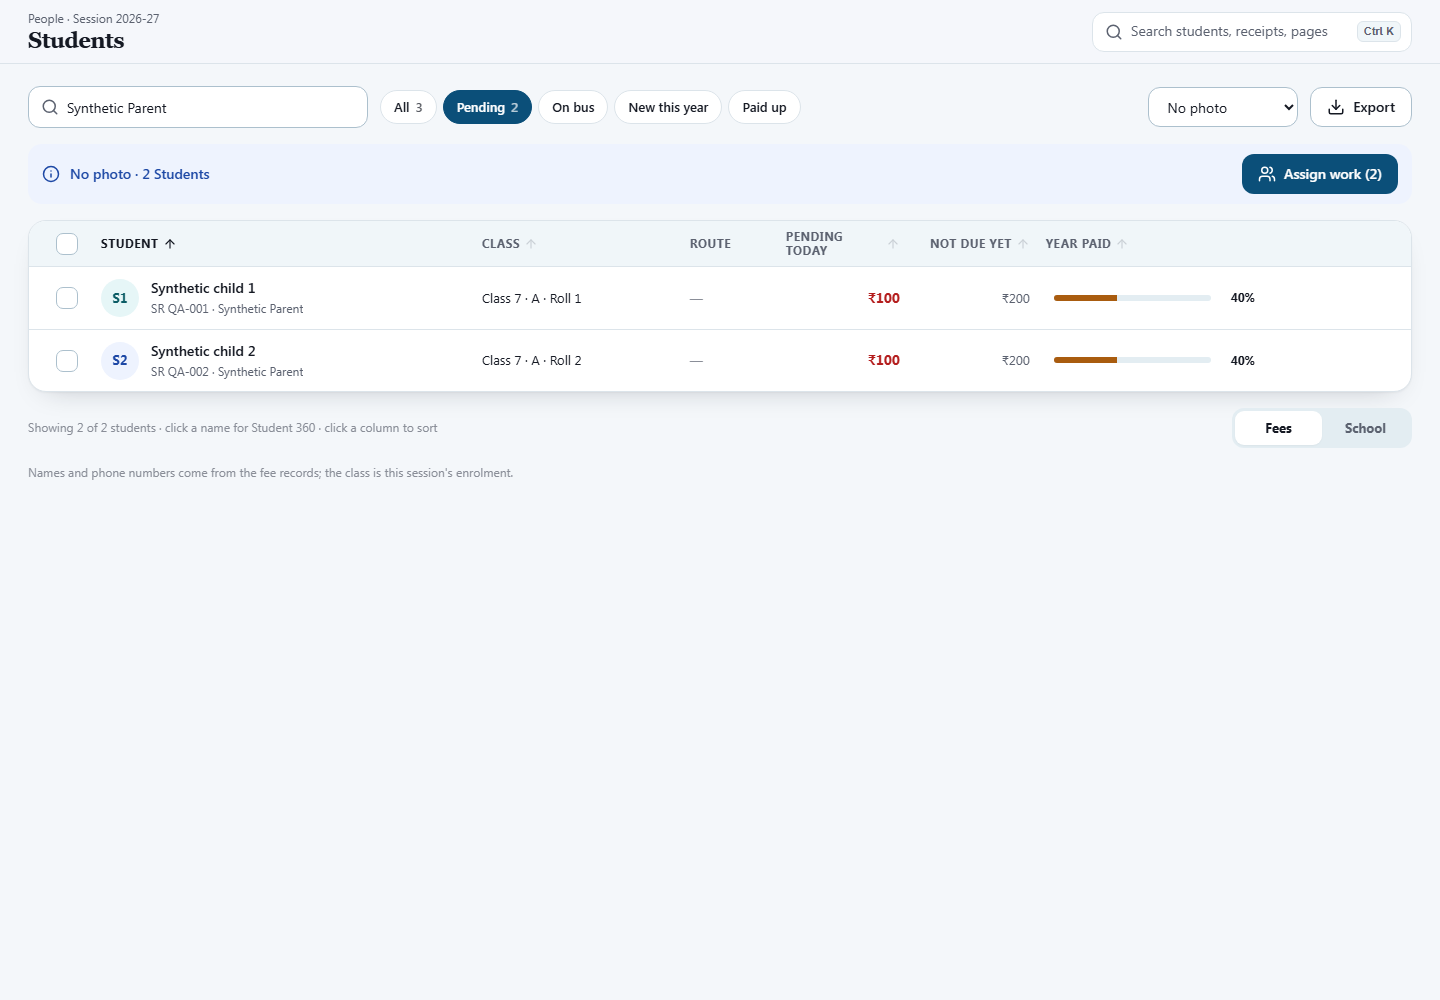 People · Session 2026-27
Students
Search students, receipts, pages
Ctrl K
Synthetic Parent
All 3
Pending 2
On bus
New this year
Paid up
No photo
Export
No photo · 2 Students
Assign work (2)
STUDENT CLASS ROUTE PENDING TODAY NOT DUE YET YEAR PAID
S1 Synthetic child 1
SR QA-001 · Synthetic Parent
Class 7 · A · Roll 1 — ₹100 ₹200 40%
S2 Synthetic child 2
SR QA-002 · Synthetic Parent
Class 7 · A · Roll 2 — ₹100 ₹200 40%
Showing 2 of 2 students · click a name for Student 360 · click a column to sort
Fees School
Names and phone numbers come from the fee records; the class is this session's enrolment.